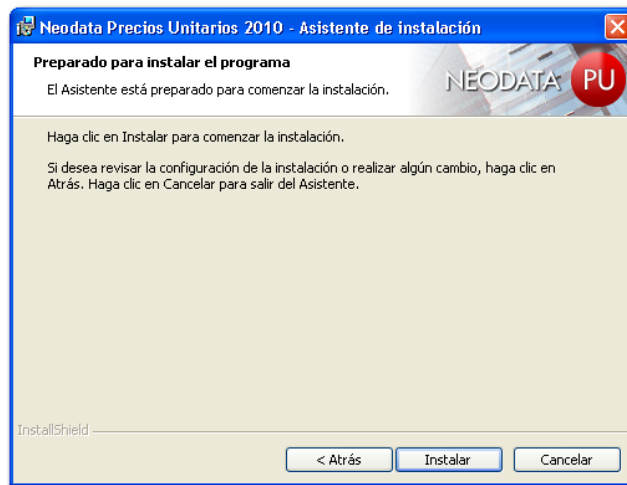 Neodata Precios Unitarios 2010 - Asistente de instalación
Preparado para instalar el programa
El Asistente está preparado para comenzar la instalación.
NEODATA PU
Haga clic en Instalar para comenzar la instalación.
Si desea revisar la configuración de la instalación o realizar algún cambio, haga clic en
Atrás. Haga clic en Cancelar para salir del Asistente.
InstallShield
< Atrás
Instalar
Cancelar